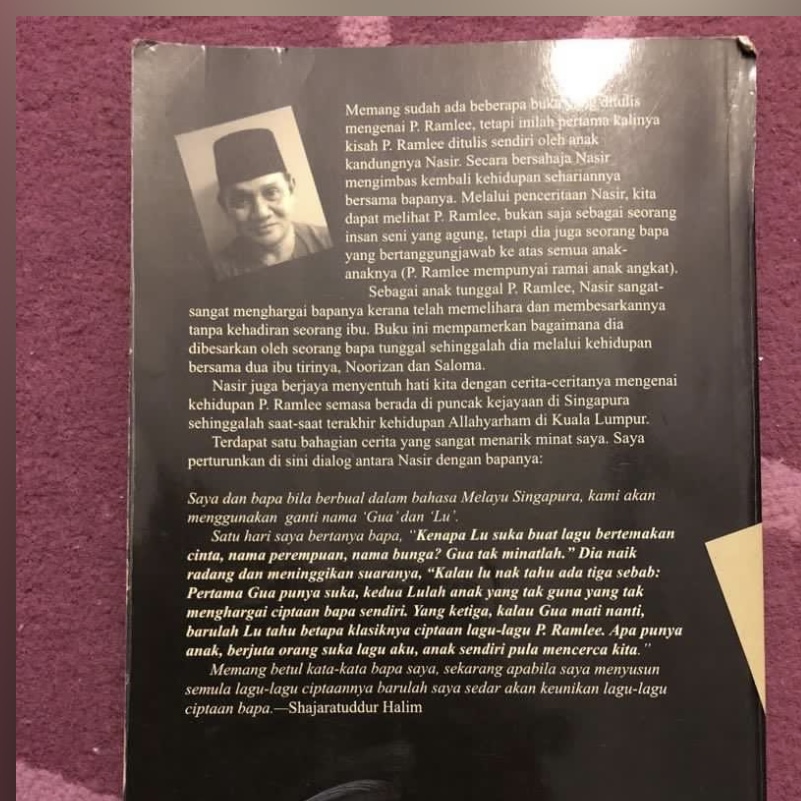 Memang sudah ada beberapa buku yang ditulis
mengenai P. Ramlee, tetapi inilah pertama kalinya
kisah P. Ramlee ditulis sendiri oleh anak
kandungnya Nasir. Secara bersahaja Nasir
mengimbas kembali kehidupan sehariannya
bersama bapanya. Melalui penceritaan Nasir, kita
dapat melihat P. Ramlee, bukan saja sebagai seorang
insan seni yang agung, tetapi dia juga seorang bapa
yang bertanggungjawab ke atas semua anak-
anaknya (P. Ramlee mempunyai ramai anak angkat).
Sebagai anak tunggal P. Ramlee, Nasir sangat-
sangat menghargai bapanya kerana telah memelihara dan membesarkannya
tanpa kehadiran seorang ibu. Buku ini mempamerkan bagaimana dia
dibesarkan oleh seorang bapa tunggal sehinggalah dia melalui kehidupan
bersama dua ibu tirinya, Noorizan dan Saloma.
Nasir juga berjaya menyentuh hati kita dengan cerita-ceritanya mengenai
kehidupan P. Ramlee semasa berada di puncak kejayaan di Singapura
sehinggalah saat-saat terakhir kehidupan Allahyarham di Kuala Lumpur.
Terdapat satu bahagian cerita yang sangat menarik minat saya. Saya
perturunkan di sini dialog antara Nasir dengan bapanya:
Saya dan bapa bila berbual dalam bahasa Melayu Singapura, kami akan
menggunakan ganti nama 'Gua' dan 'Lu'.
Satu hari saya bertanya bapa, "Kenapa Lu suka buat lagu bertemakan
cinta, nama perempuan, nama bunga? Gua tak minatlah." Dia naik
radang dan meninggikan suaranya, "Kalau lu nak tahu ada tiga sebab:
Pertama Gua punya suka, kedua Lulah anak yang tak guna yang tak
menghargai ciptaan bapa sendiri. Yang ketiga, kalau Gua mati nanti,
barulah Lu tahu betapa klasiknya ciptaan lagu-lagu P. Ramlee. Apa punya
anak, berjuta orang suka lagu aku, anak sendiri pula mencerca kita."
Memang betul kata-kata bapa saya, sekarang apabila saya menyusun
semula lagu-lagu ciptaannya barulah saya sedar akan keunikan lagu-lagu
ciptaan bapa.—Shajaratuddur Halim